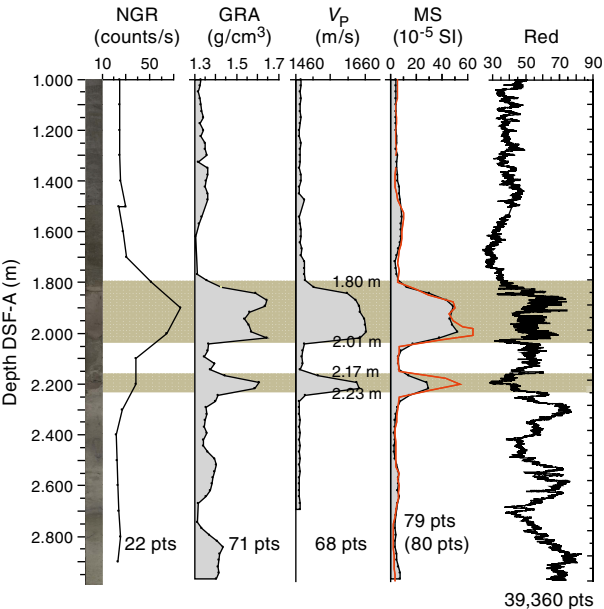 NGR GRA VP MS Red
(counts/s) (g/cm3) (m/s) (10-5 SI)
10 50 1.3 1.5 1.7 1460 1660 0 20 40 60 30 50 70 90
1.000
1.200
1.400
1.600
1.800
2.000
2.200
2.400
2.600
2.800
Depth DSF-A (m)
1.80 m
2.01 m
2.17 m
2.23 m
22 pts 71 pts 68 pts 79 pts
(80 pts)
39,360 pts